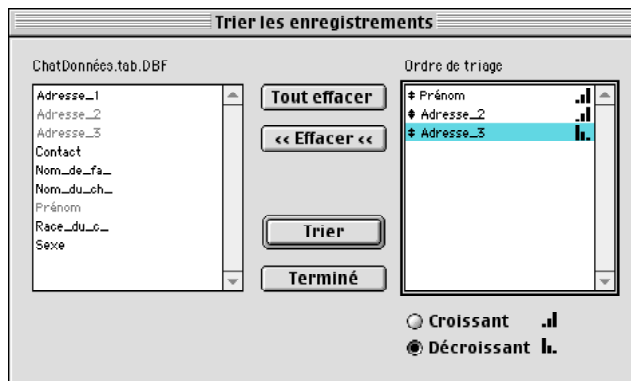 Trier les enregistrements
ChatDonnées.tab.DBF
Adresse_1
Adresse_2
Adresse_3
Contact
Nom_de_fa_
Nom_du_ch_
Prénom
Race_du_c_
Sexe
Tout effacer
<< Effacer <<
Trier
Terminé
Ordre de triage
Prénom
Adresse_2
Adresse_3
Croissant
Décroissant